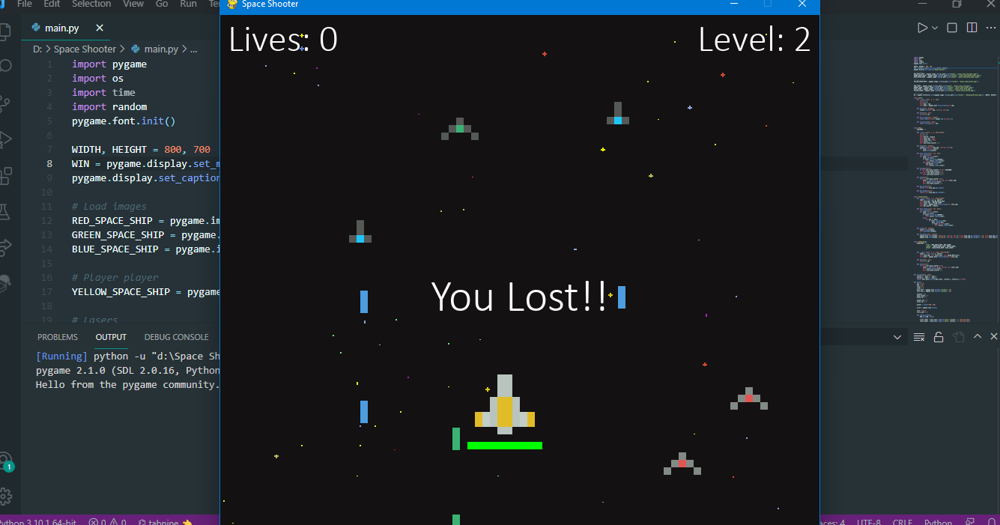 File Edit Selection View Go Run
Space Shooter
main.py
D: > Space Shooter > main.py > ...
1 import pygame
2 import os
3 import time
4 import random
5 pygame.font.init()
6
7 WIDTH, HEIGHT = 800, 700
8 WIN = pygame.display.set_m
9 pygame.display.set_caption
10
11 # Load images
12 RED_SPACE_SHIP = pygame.im
13 GREEN_SPACE_SHIP = pygame.
14 BLUE_SPACE_SHIP = pygame.i
15
16 # Player player
17 YELLOW_SPACE_SHIP = pygame
18
19 # Lasers
Lives: 0
Level: 2
You Lost!!
PROBLEMS OUTPUT DEBUG CONSOLE
[Running] python -u "d:\Space Sh
pygame 2.1.0 (SDL 2.0.16, Python
Hello from the pygame community.
1
Python 3.10.1 64-bit 0 0 tabnine
Spaces: 4 UTF-8 CRLF Python